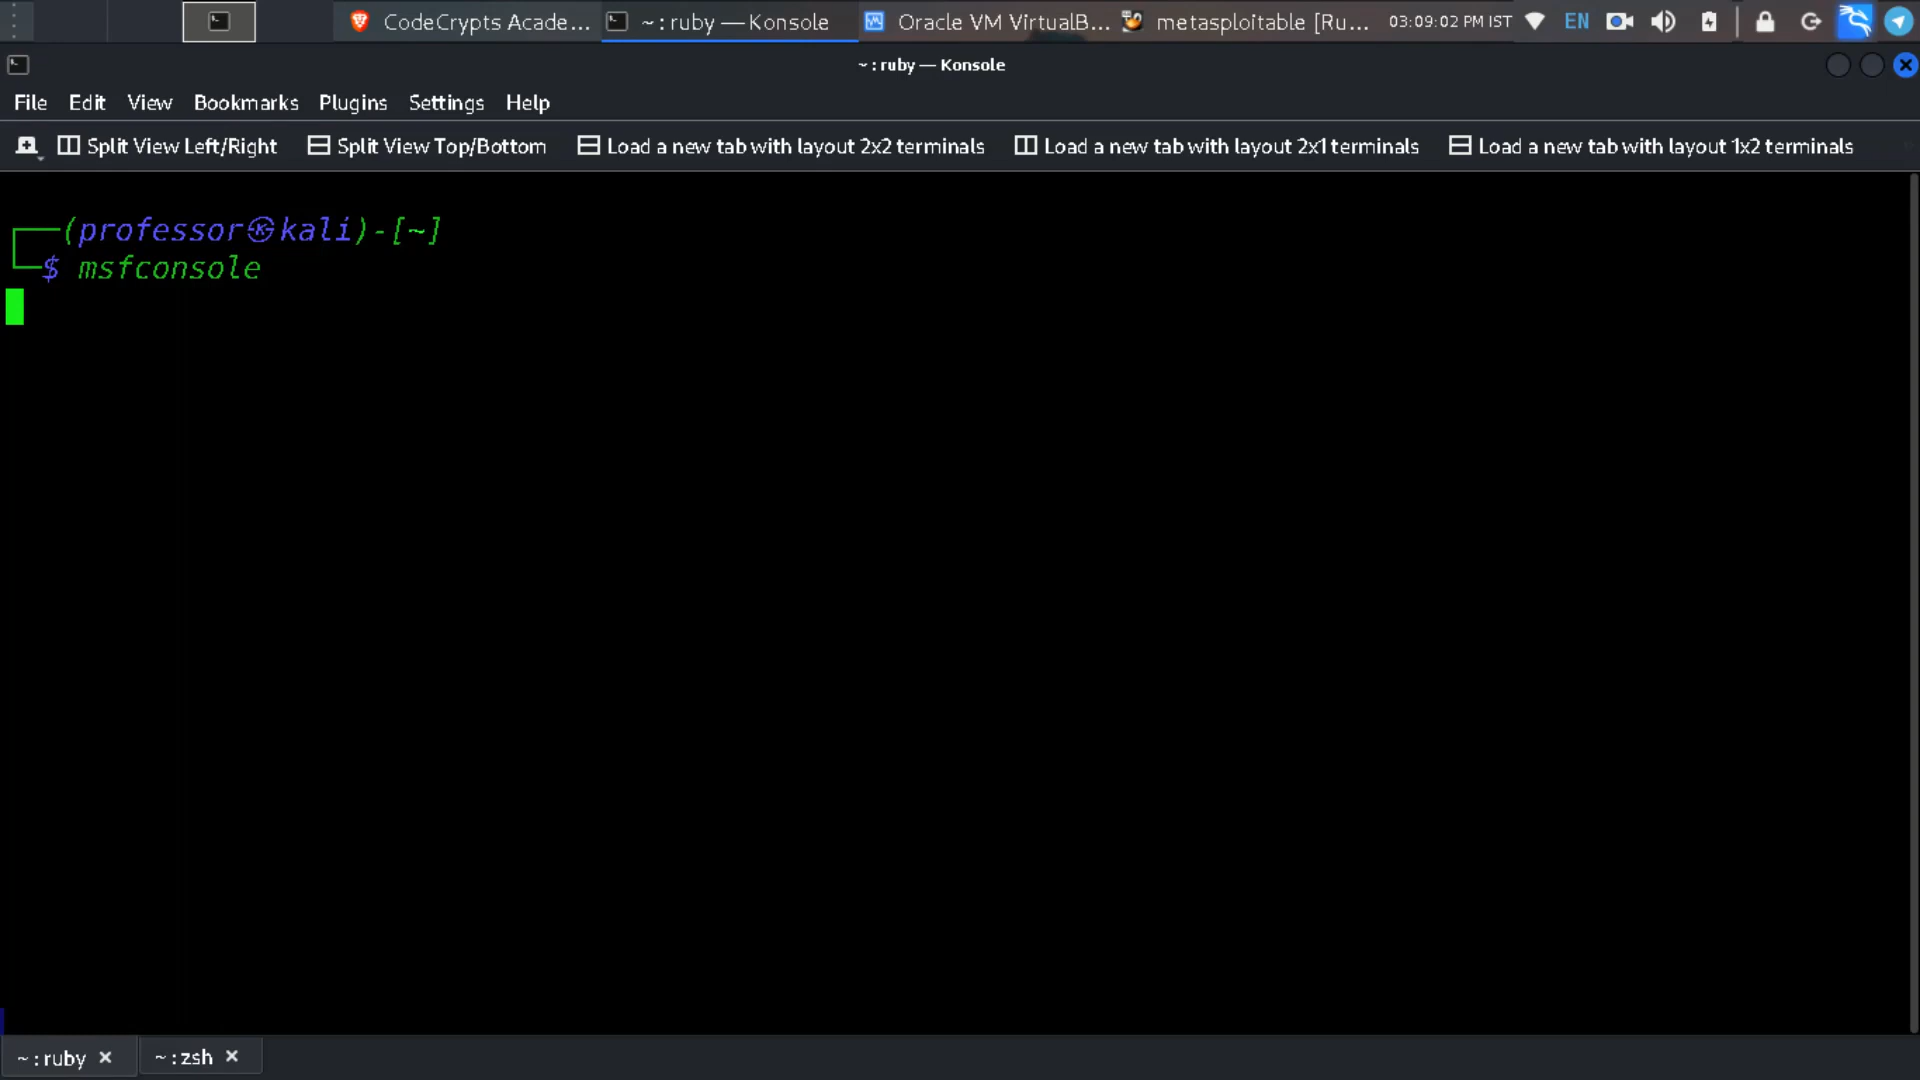 CodeCrypts Acade...
~ : ruby — Konsole
Oracle VM VirtualB...
metasploitable [Ru...
03:09:02 PM IST
EN
~ : ruby — Konsole
File Edit View Bookmarks Plugins Settings Help
Split View Left/Right Split View Top/Bottom Load a new tab with layout 2x2 terminals Load a new tab with layout 2x1 terminals Load a new tab with layout 1x2 terminals
┌──(professor㉿kali)-[~]
└─$ msfconsole
~ : ruby
~ : zsh